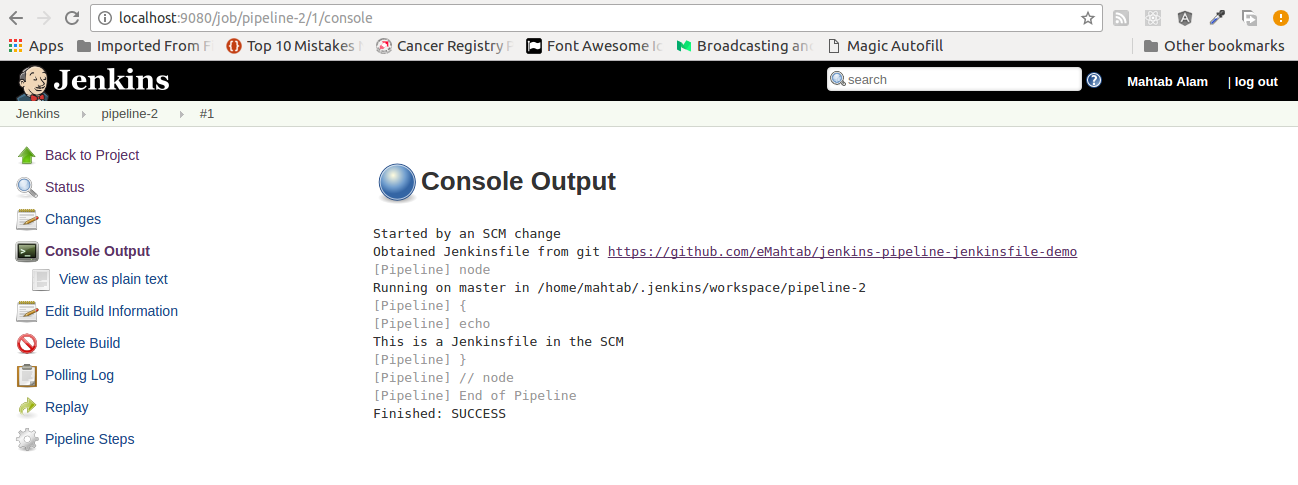 localhost:9080/job/pipeline-2/1/console
Apps Imported From F Top 10 Mistakes Cancer Registry Font Awesome Ic Broadcasting and Magic Autofill Other bookmarks
Jenkins search ? Mahtab Alam | log out
Jenkins pipeline-2 #1
Back to Project
Status
Changes
Console Output
View as plain text
Edit Build Information
Delete Build
Polling Log
Replay
Pipeline Steps
Console Output
Started by an SCM change
Obtained Jenkinsfile from git https://github.com/eMahtab/jenkins-pipeline-jenkinsfile-demo
[Pipeline] node
Running on master in /home/mahtab/.jenkins/workspace/pipeline-2
[Pipeline] {
[Pipeline] echo
This is a Jenkinsfile in the SCM
[Pipeline] }
[Pipeline] // node
[Pipeline] End of Pipeline
Finished: SUCCESS